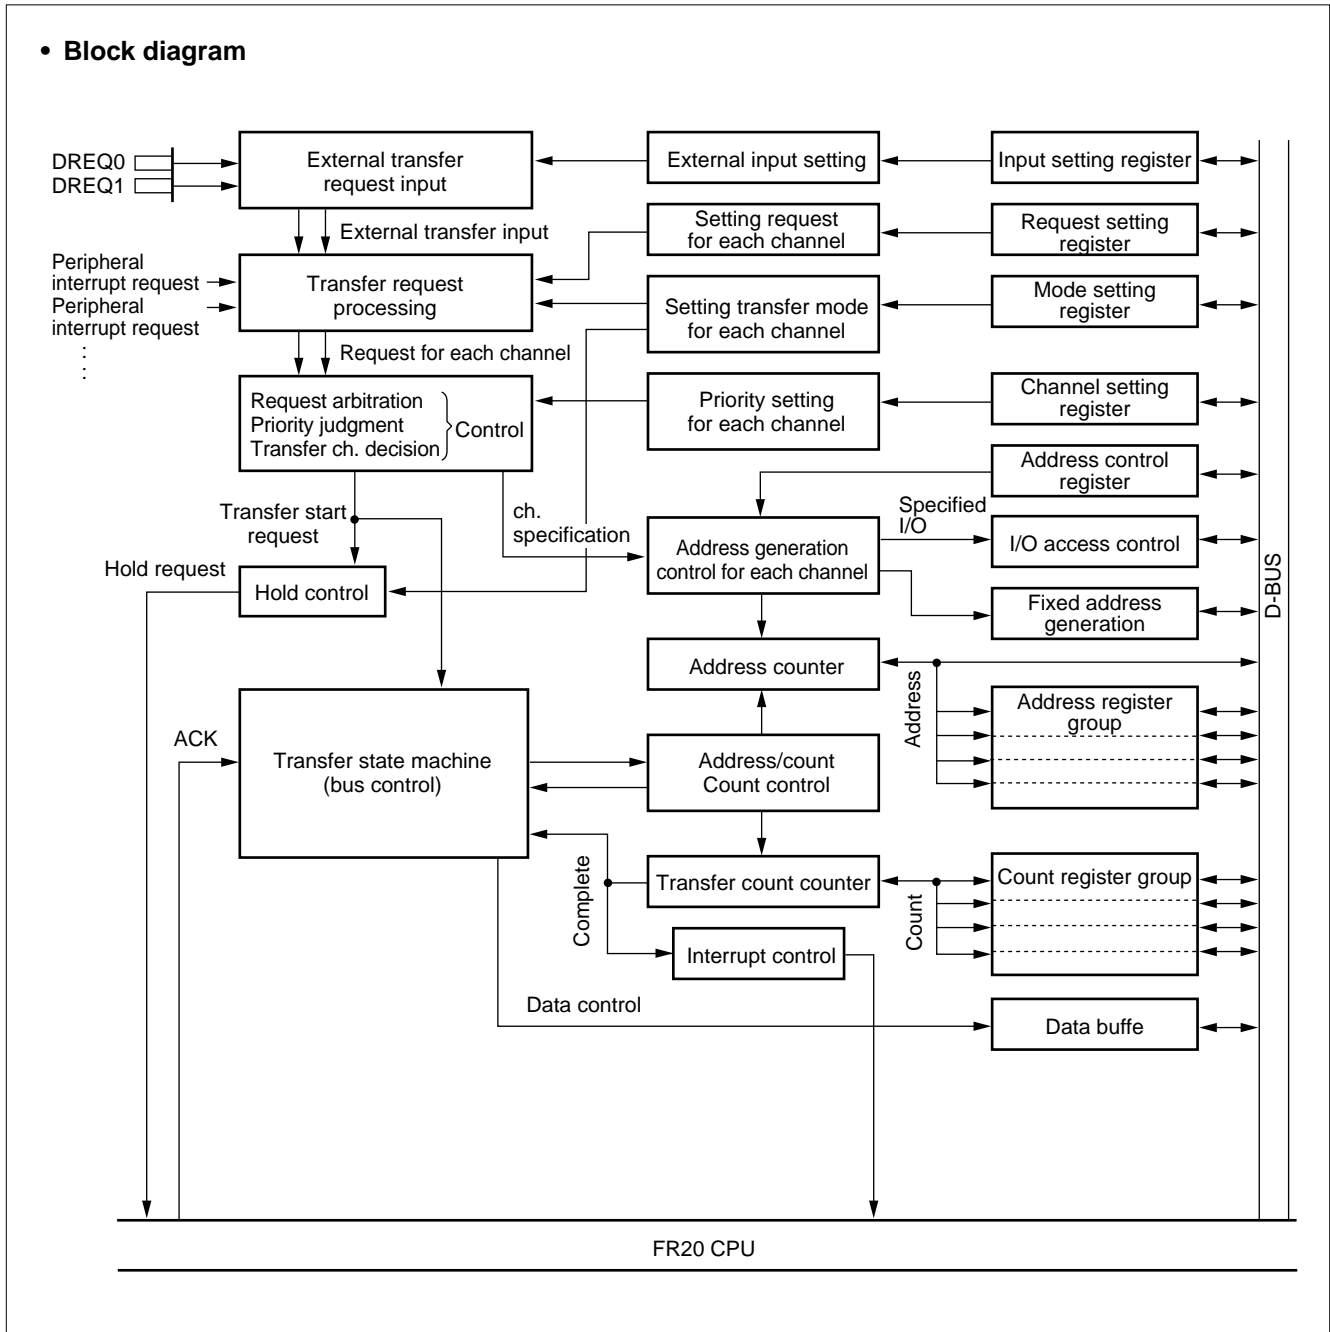 • Block diagram
DREQ0
DREQ1
External transfer
request input
External input setting
Input setting register
External transfer input
Setting request
for each channel
Request setting
register
Peripheral
interrupt request
Peripheral
interrupt request
Transfer request
processing
Setting transfer mode
for each channel
Mode setting
register
Request for each channel
Request arbitration
Priority judgment
Transfer ch. decision
Control
Priority setting
for each channel
Channel setting
register
Address control
register
Transfer start
request
ch.
specification
Specified
I/O
Address generation
control for each channel
I/O access control
Hold request
Hold control
Fixed address
generation
D-BUS
Address counter
Address
Address register
group
ACK
Transfer state machine
(bus control)
Address/count
Count control
Complete
Transfer count counter
Count
Count register group
Interrupt control
Data control
Data buffe
FR20 CPU